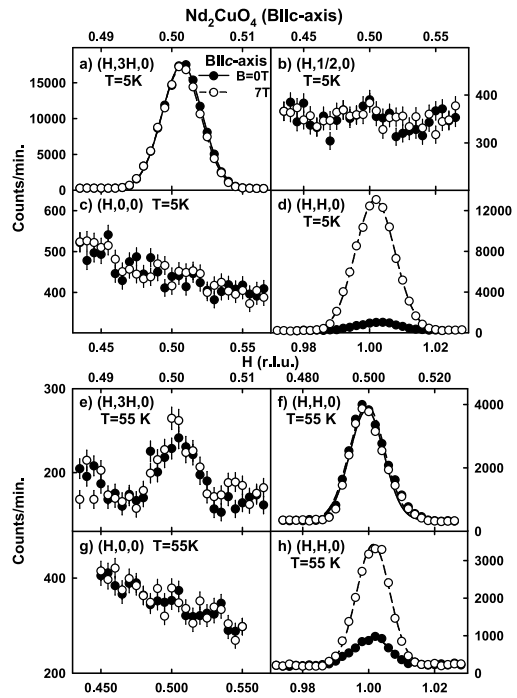 Nd₂CuO₄ (BIIc-axis)
0.49 0.50 0.51 0.45 0.50 0.55
a) (H,3H,0) BIIc-axis b) (H,1/2,0)
T=5K B=0T T=5K
7T
15000 400
10000
5000 300
0
c) (H,0,0) T=5K d) (H,H,0)
T=5K
600 12000
500 8000
400 4000
0
0.45 0.50 0.55 0.98 1.00 1.02
Counts/min.
H (r.l.u.)
0.49 0.50 0.51 0.480 0.500 0.520
e) (H,3H,0) f) (H,H,0)
T=55 K T=55 K
300 4000
200 2000
0
g) (H,0,0) T=55K h) (H,H,0)
T=55 K
400 3000
2000
1000
200 0
0.450 0.500 0.550 0.98 1.00 1.02
Counts/min.